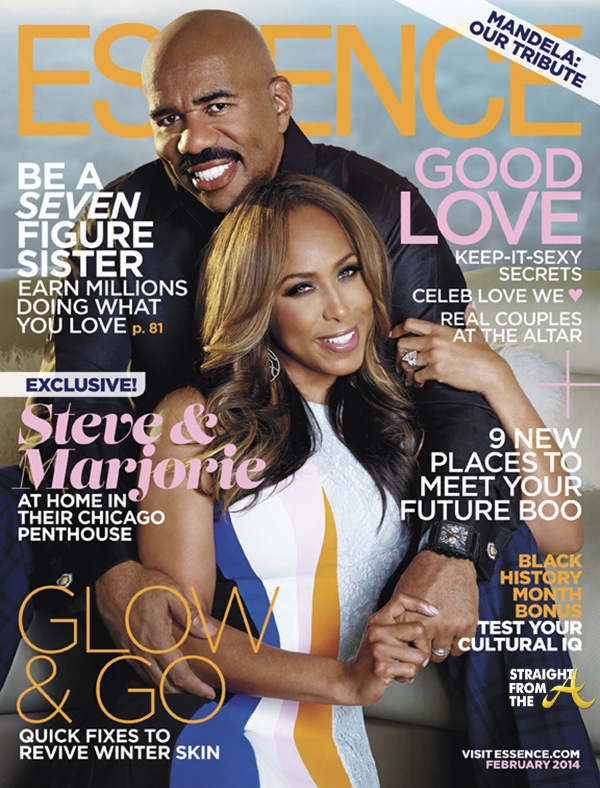 ESSENCE
MANDELA:
OUR TRIBUTE
BE A
SEVEN
FIGURE
SISTER
EARN MILLIONS
DOING WHAT
YOU LOVE p. 81
GOOD
LOVE
KEEP-IT-SEXY
SECRETS
CELEB LOVE WE ♥
REAL COUPLES
AT THE ALTAR
+
EXCLUSIVE!
Steve &
Marjorie
AT HOME IN
THEIR CHICAGO
PENTHOUSE
9 NEW
PLACES TO
MEET YOUR
FUTURE BOO
BLACK
HISTORY
MONTH
BONUS
TEST YOUR
CULTURAL IQ
GLOW
& GO
QUICK FIXES TO
REVIVE WINTER SKIN
STRAIGHT
FROM
THE A
VISIT ESSENCE.COM
FEBRUARY 2014